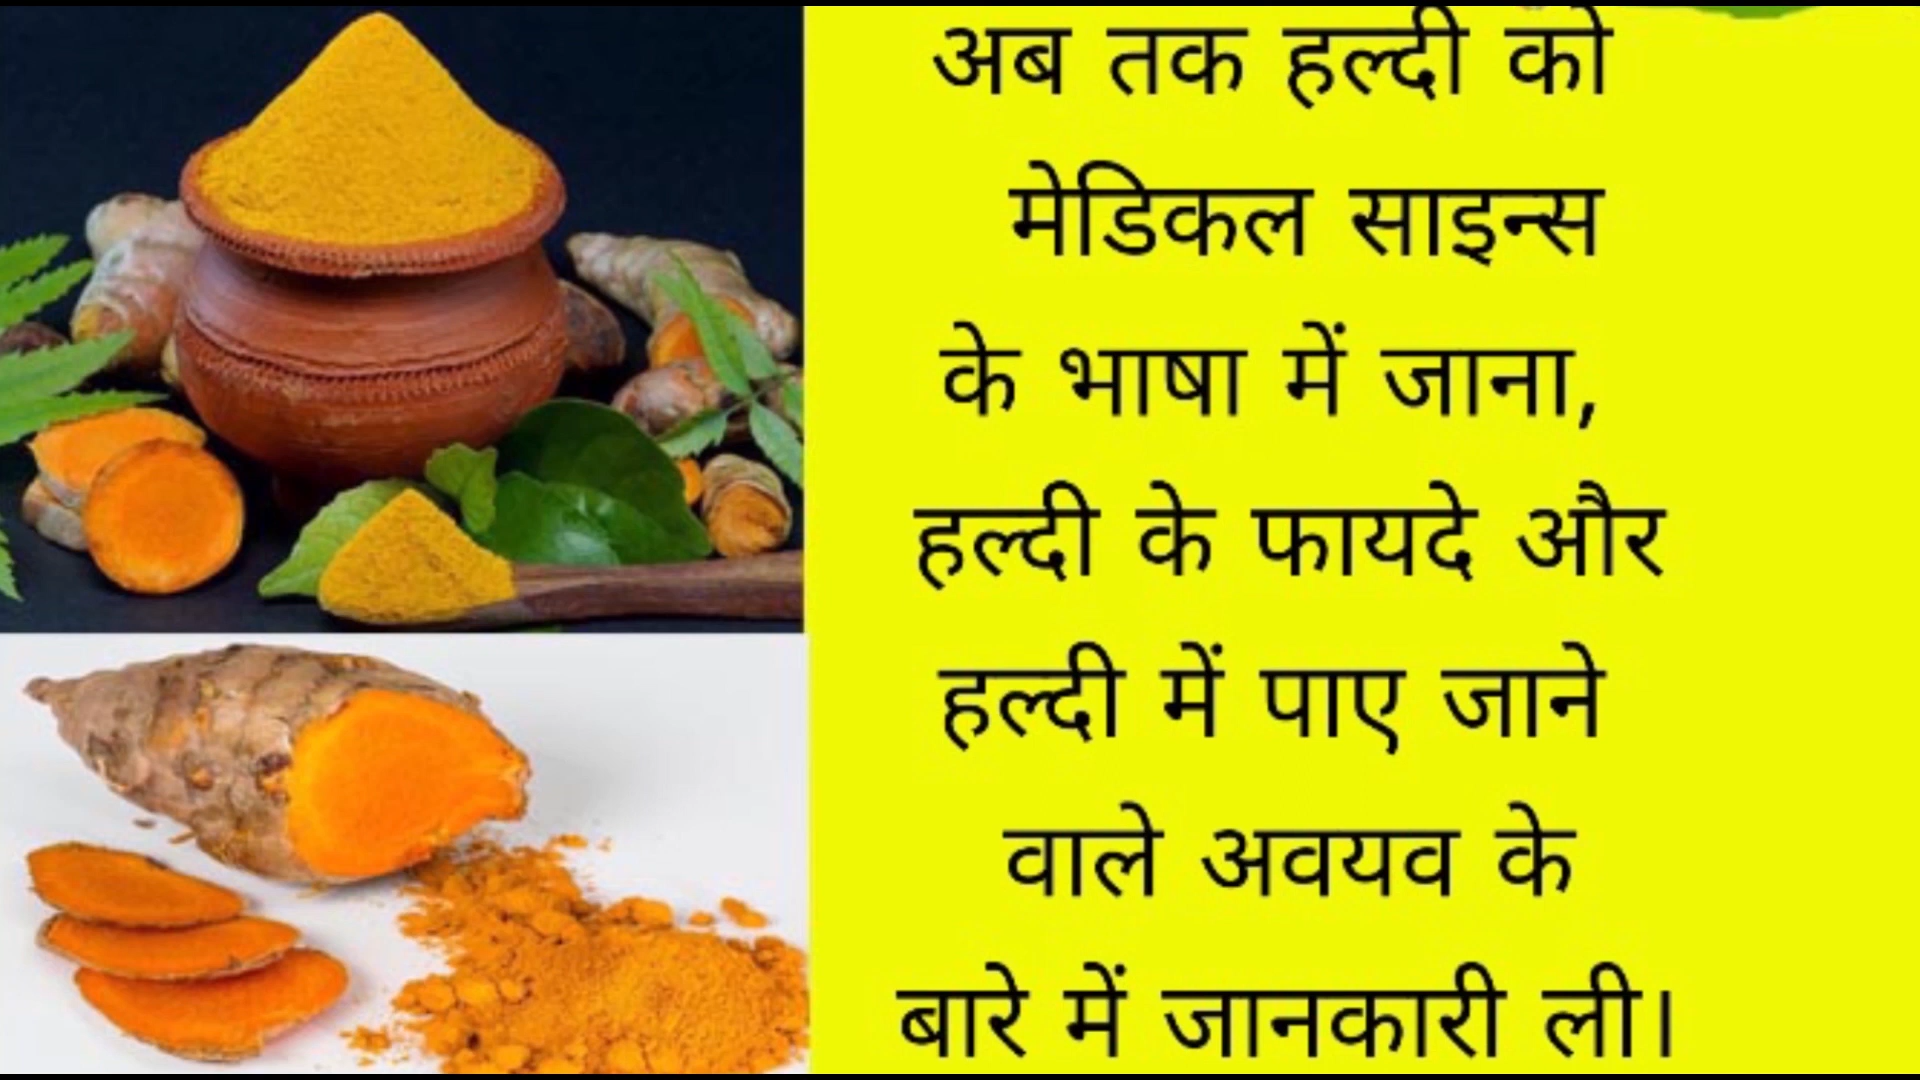 अब तक हल्दी को
मेडिकल साइन्स
के भाषा में जाना,
हल्दी के फायदे और
हल्दी में पाए जाने
वाले अवयव के
बारे में जानकारी ली।